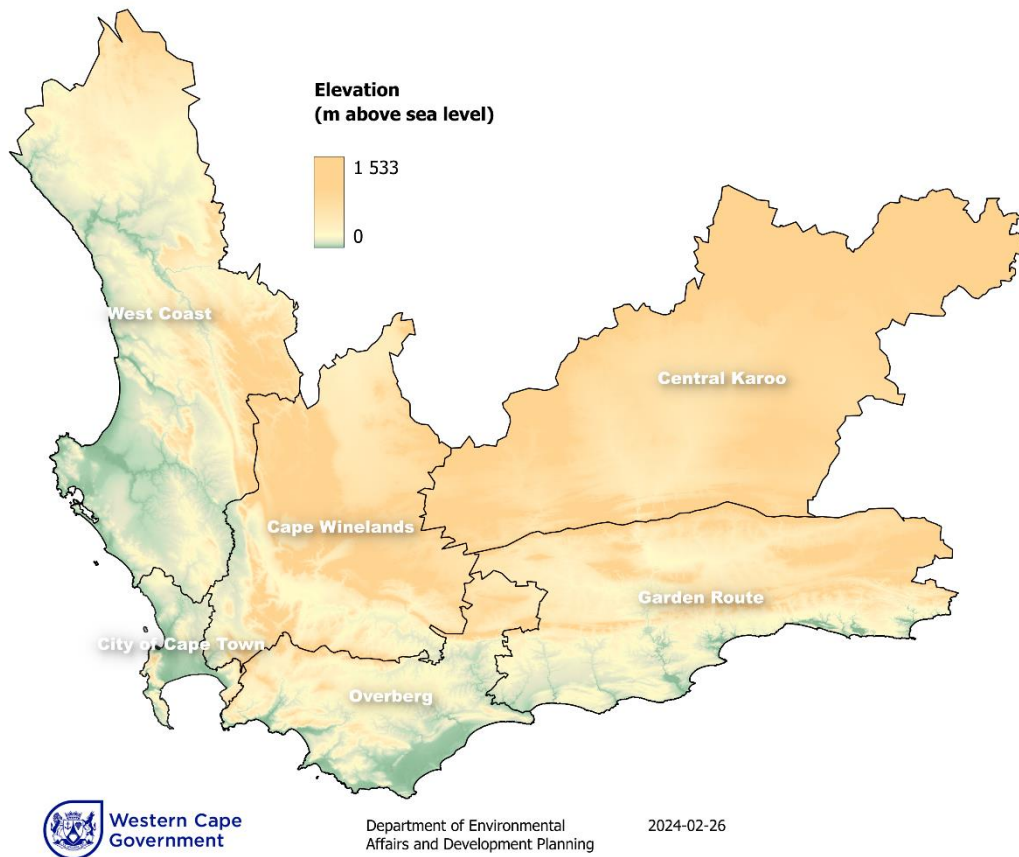 Elevation
(m above sea level)
1 533
0
West Coast
Central Karoo
Cape Winelands
Garden Route
City of Cape Town
Overberg
Western Cape
Government
Department of Environmental
Affairs and Development Planning
2024-02-26